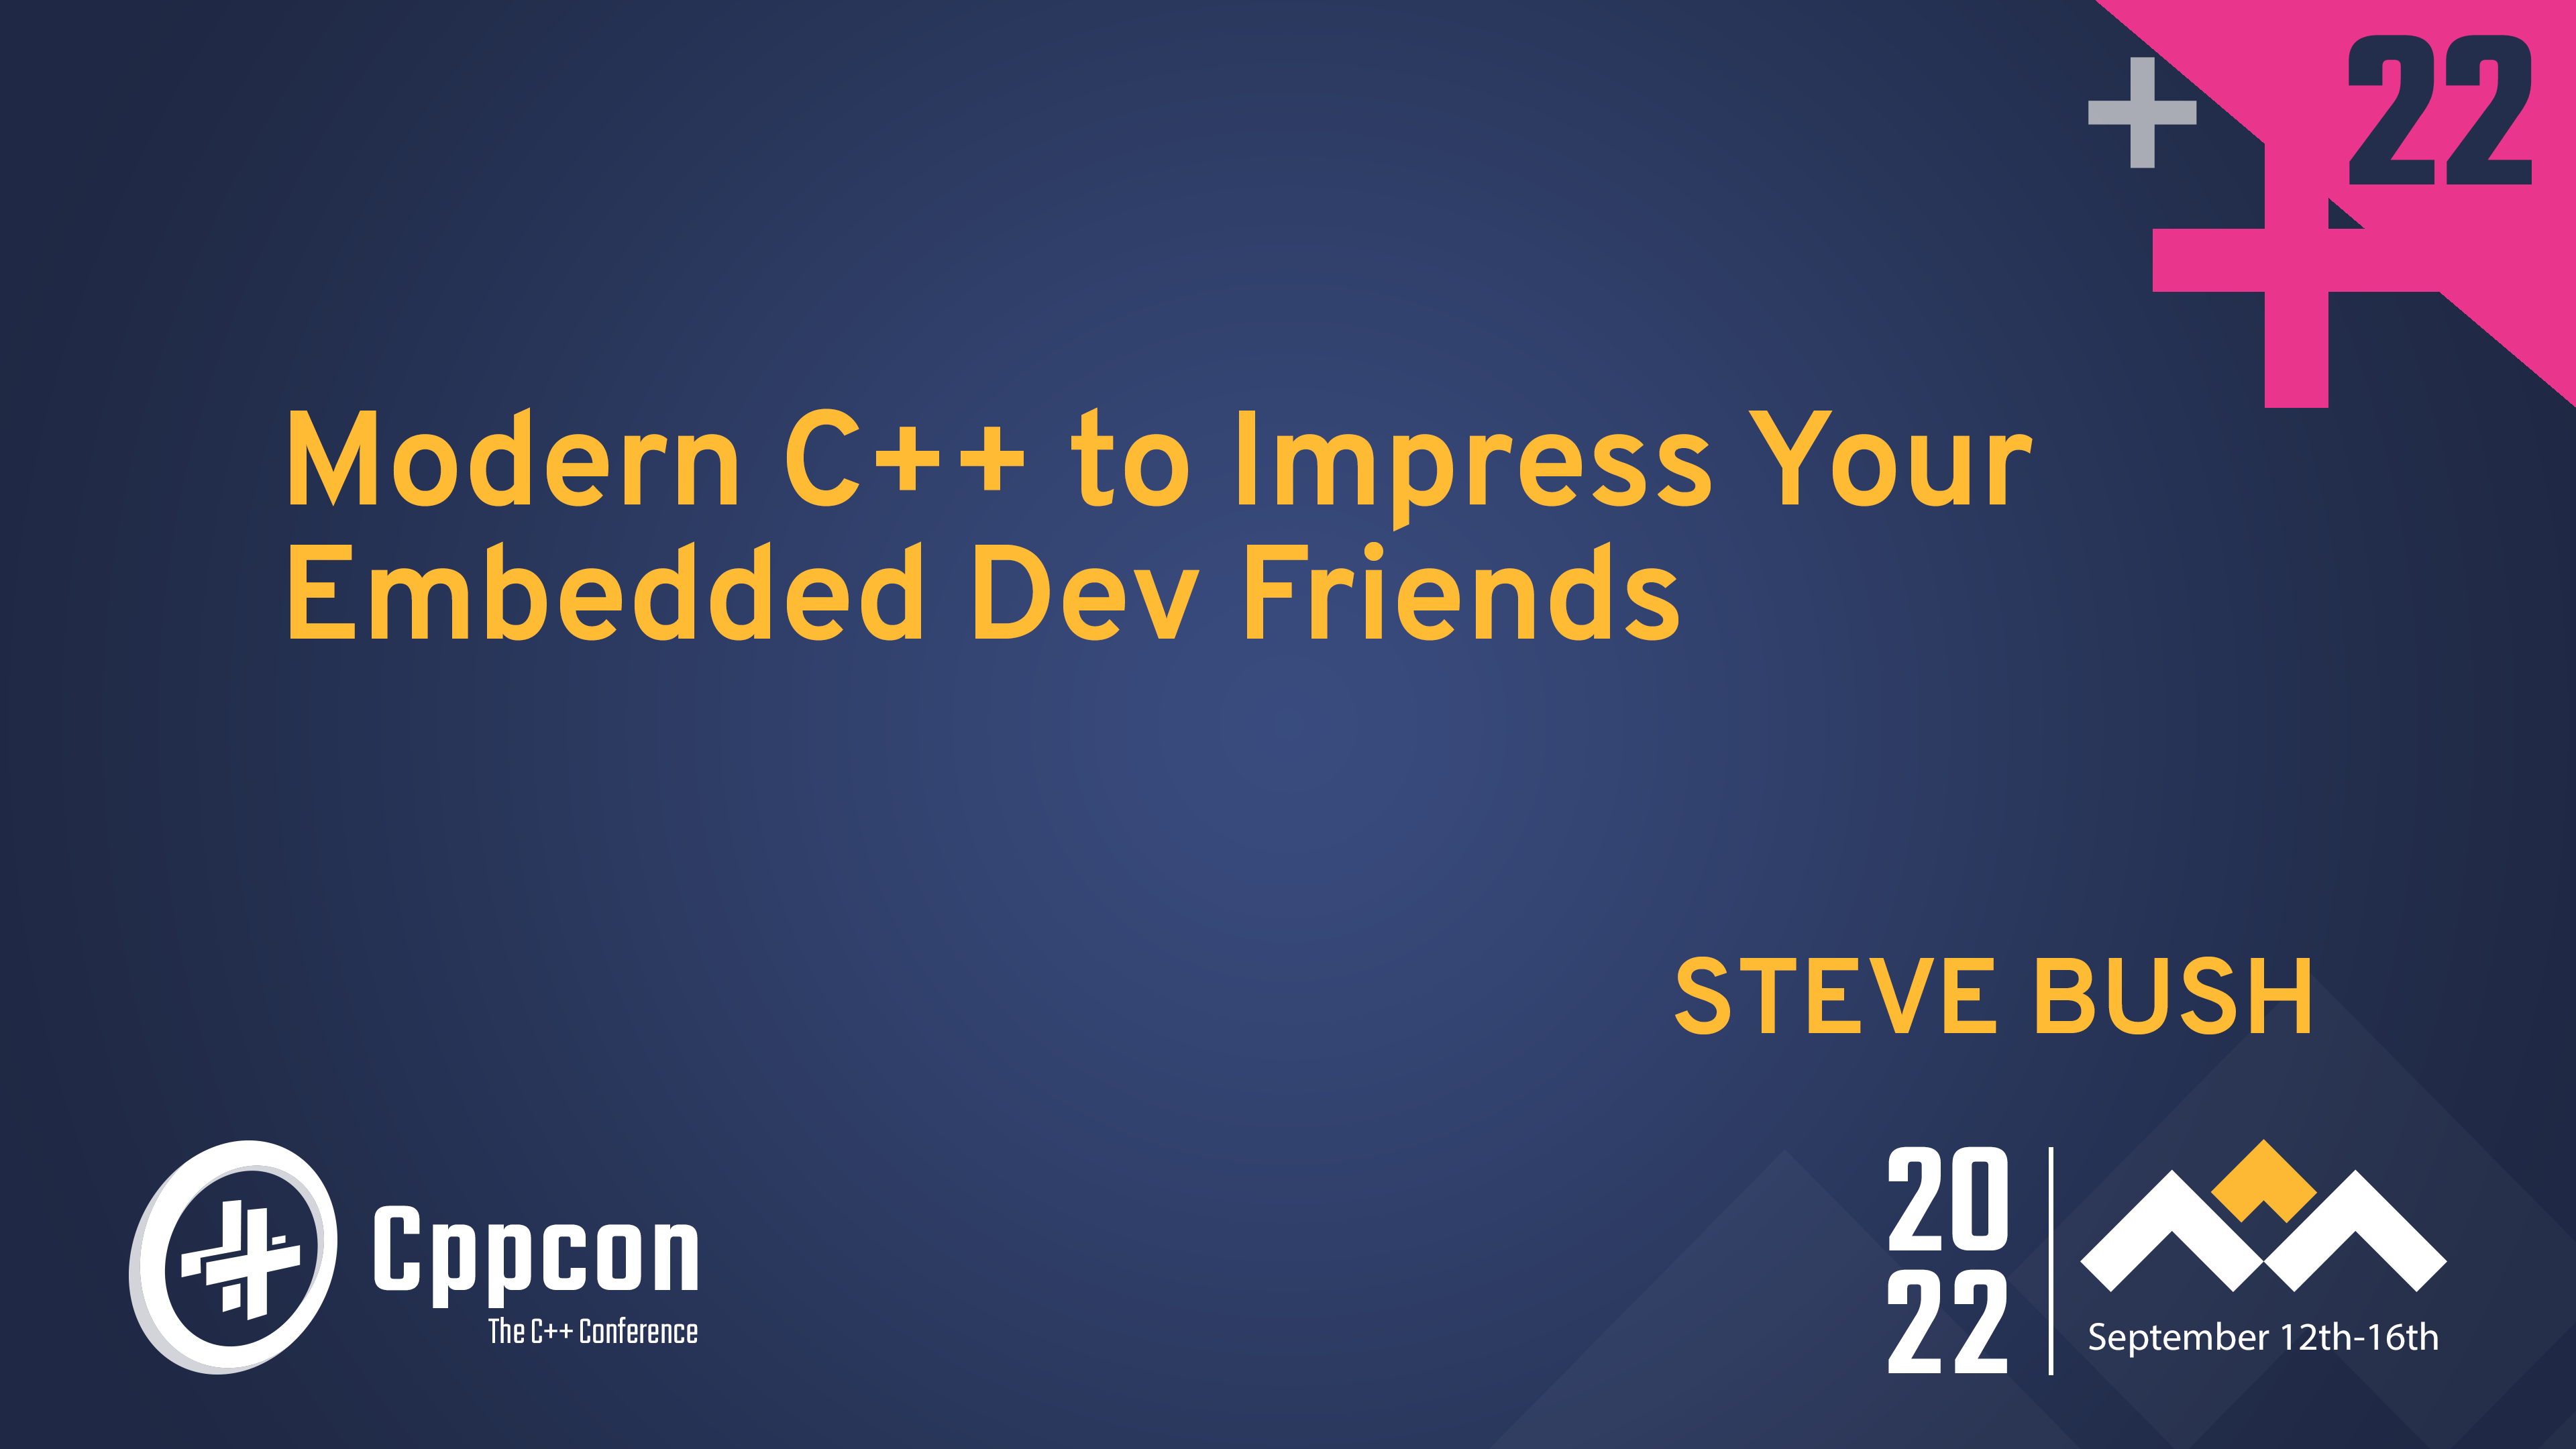 22
Modern C++ to Impress Your
Embedded Dev Friends
STEVE BUSH
Cppcon
The C++ Conference
20
22
September 12th-16th